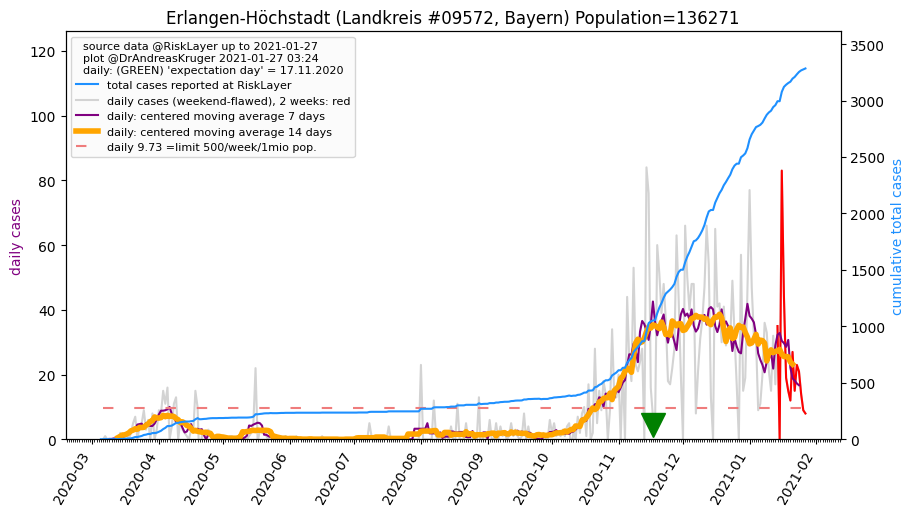 Erlangen-Höchstadt (Landkreis #09572, Bayern) Population=136271
source data @RiskLayer up to 2021-01-27
plot @DrAndreasKruger 2021-01-27 03:24
daily: (GREEN) 'expectation day' = 17.11.2020
total cases reported at RiskLayer
daily cases (weekend-flawed), 2 weeks: red
daily: centered moving average 7 days
daily: centered moving average 14 days
daily 9.73 =limit 500/week/1mio pop.
daily cases
120
100
80
60
40
20
0
cumulative total cases
3500
3000
2500
2000
1500
1000
500
0
2020-03
2020-04
2020-05
2020-06
2020-07
2020-08
2020-09
2020-10
2020-11
2020-12
2021-01
2021-02